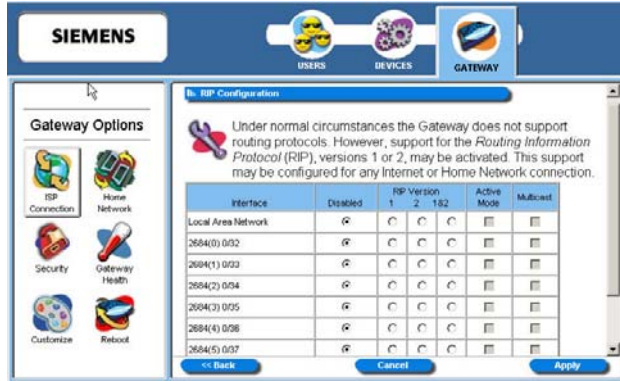 SIEMENS
USERS
DEVICES
GATEWAY
Gateway Options
ISP Connection
Home Network
Security
Gateway Health
Customize
Reboot
RIP Configuration
Under normal circumstances the Gateway does not support
routing protocols. However, support for the Routing Information
Protocol (RIP), versions 1 or 2, may be activated. This support
may be configured for any Internet or Home Network connection.
Interface Disabled RIP Version 1 2 1&2 Active Mode Multicast
Local Area Network
2684(0) 0/32
2684(1) 0/33
2684(2) 0/34
2684(3) 0/35
2684(4) 0/36
2684(5) 0/37
<< Back
Cancel
Apply